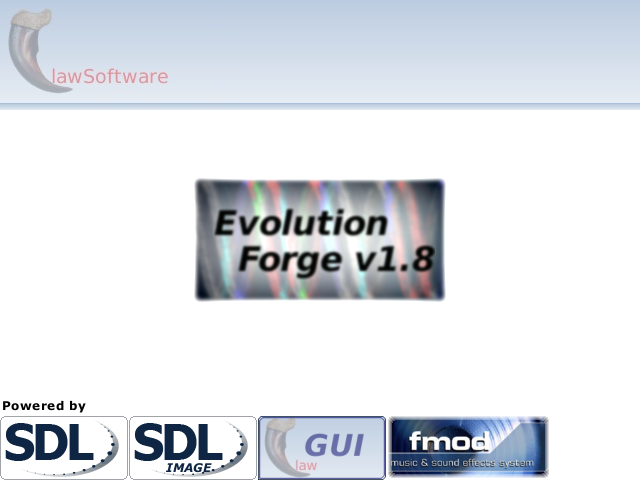 lawSoftware
Evolution
Forge v1.8
Powered by
SDL
SDL
IMAGE
GUI
law
fmod
music & sound effects system